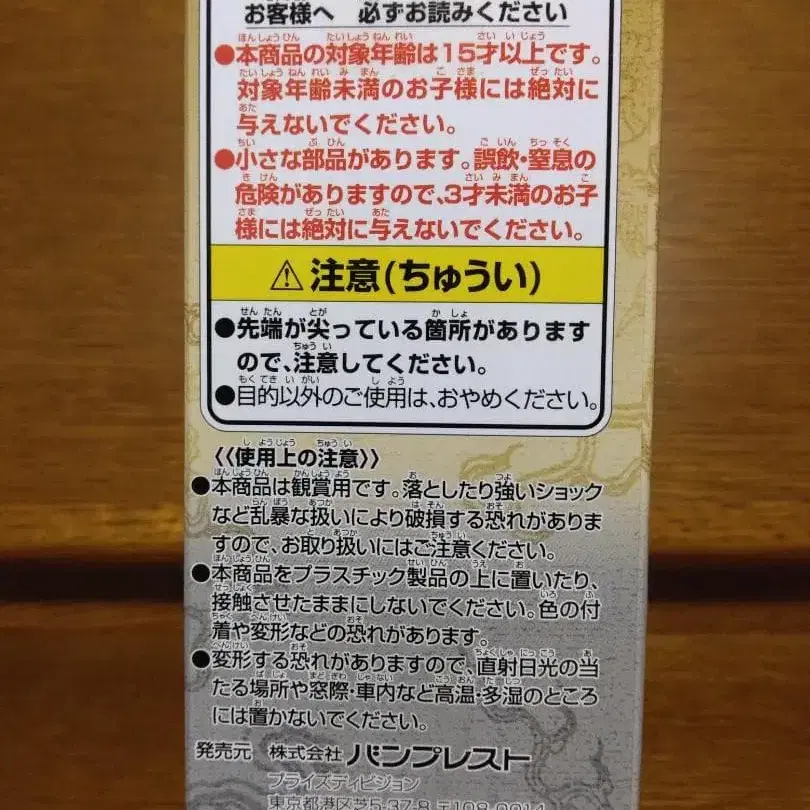 お客様へ 必ずお読みください
●本商品の対象年齢は15才以上です。
対象年齢未満のお子様には絶対に
与えないでください。
●小さな部品があります。誤飲・窒息の
危険がありますので、3才未満のお子
様には絶対に与えないでください。
⚠注意(ちゅうい)
●先端が尖っている箇所があります
ので、注意してください。
●目的以外のご使用は、おやめください。
《使用上の注意》
●本商品は観賞用です。落としたり強いショック
など乱暴な扱いにより破損する恐れがありま
すので、お取り扱いにはご注意ください。
●本商品をプラスチック製品の上に置いたり、
接触させたままにしないでください。色の付
着や変形などの恐れがあります。
●変形する恐れがありますので、直射日光の当
たる場所や窓際・車内など高温・多湿のところ
には置かないでください。
発売元 株式会社 バンプレスト
プライズディビジョン
東京都港区芝5-37-8 〒108-0014